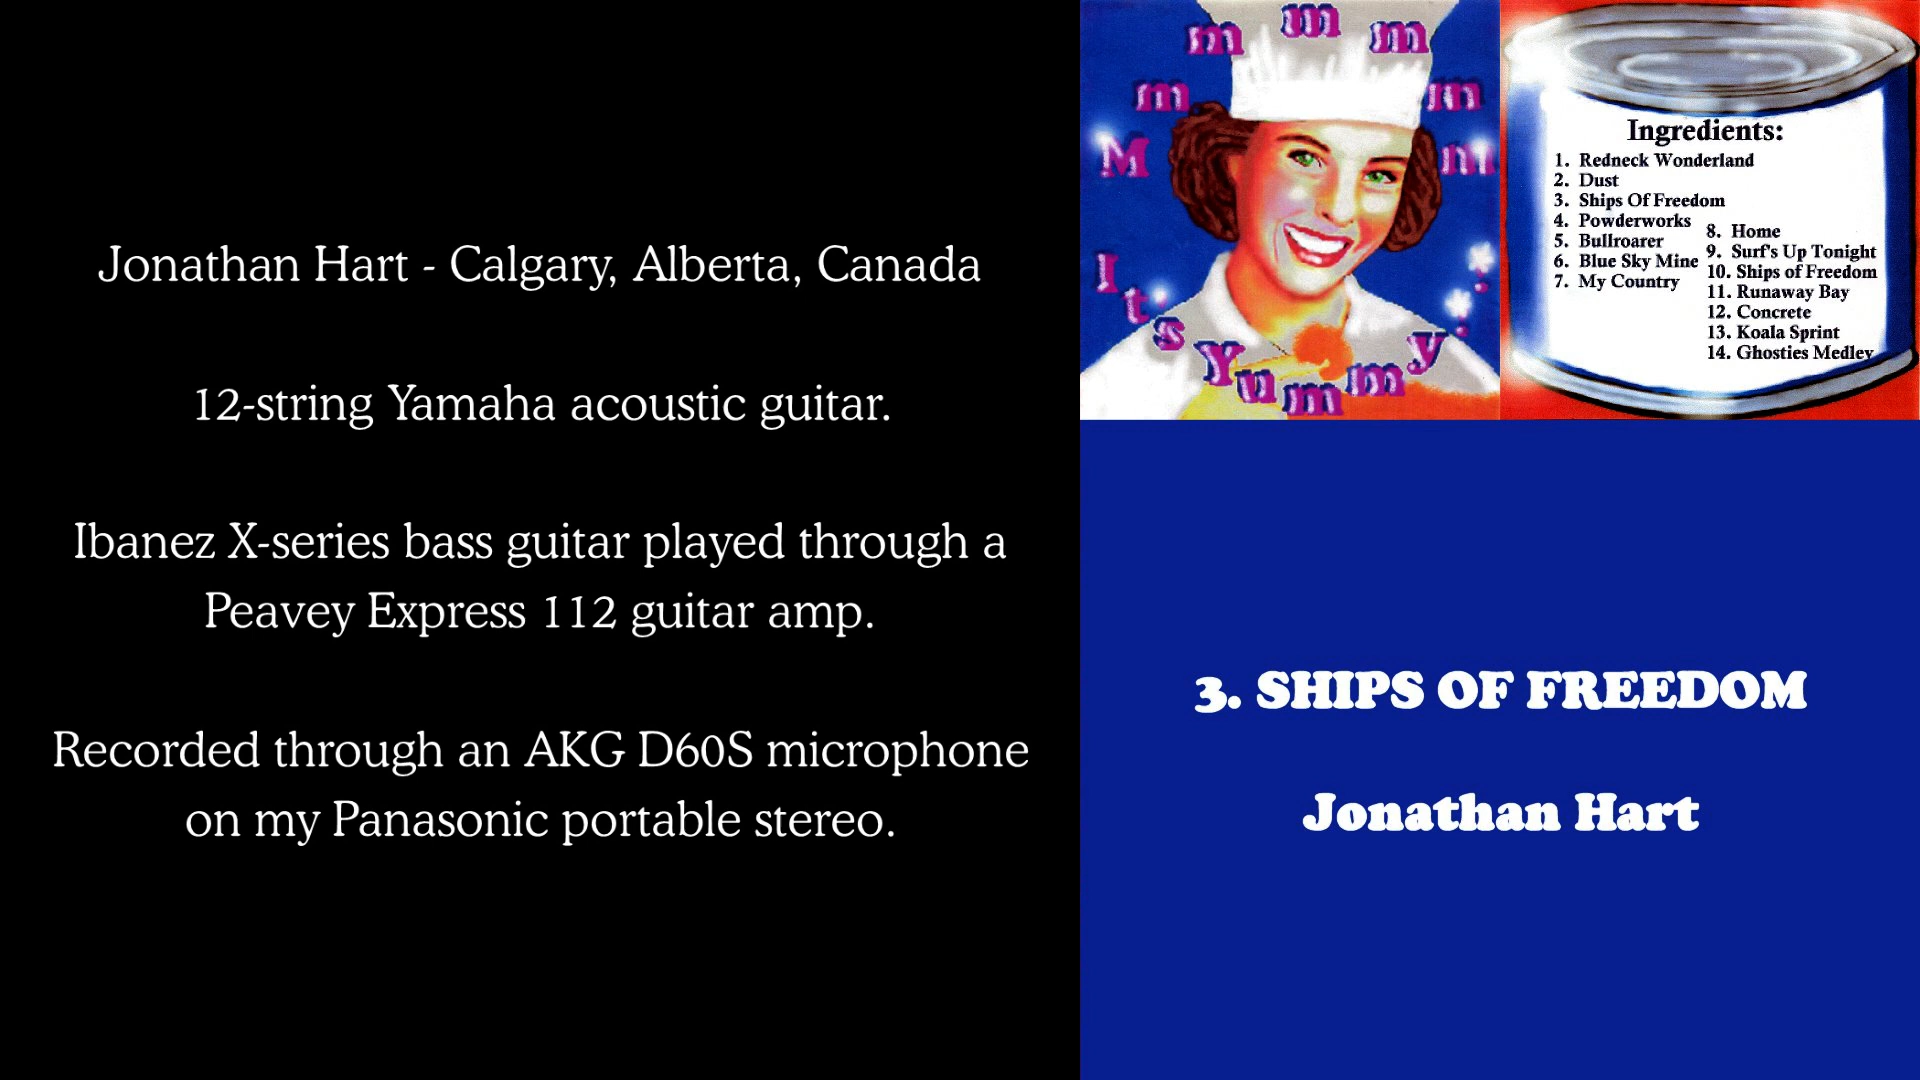 Jonathan Hart - Calgary, Alberta, Canada
12-string Yamaha acoustic guitar.
Ibanez X-series bass guitar played through a
Peavey Express 112 guitar amp.
Recorded through an AKG D60S microphone
on my Panasonic portable stereo.
Mmmmmmm
It's Yummy!
Ingredients:
1. Redneck Wonderland
2. Dust
3. Ships Of Freedom
4. Powderworks
5. Bullroarer
6. Blue Sky Mine
7. My Country
8. Home
9. Surf's Up Tonight
10. Ships of Freedom
11. Runaway Bay
12. Concrete
13. Koala Sprint
14. Ghosties Medley
3. SHIPS OF FREEDOM
Jonathan Hart